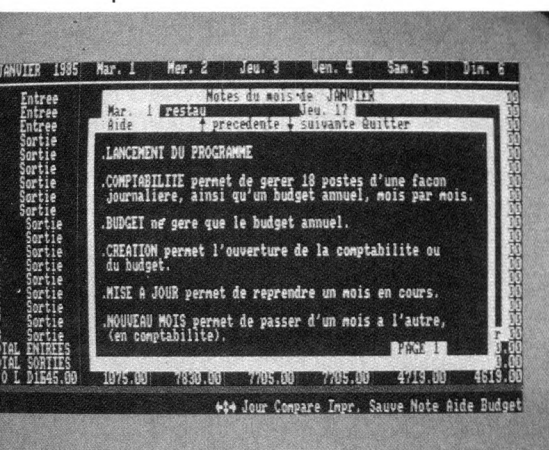 JANVIER 1985 Mar. 1 Mer. 2 Jeu. 3 Ven. 4 Sam. 5 Dim. 6
Entree Notes du mois de JANVIER
Entree Mar. 1 restau Jeu. 17
Entree Aide ↑ precedente ↓ suivante Quitter
Sortie
Sortie .LANCEMENT DU PROGRAMME
Sortie
Sortie .COMPTABILITE permet de gerer 18 postes d'une facon
Sortie journaliere, ainsi qu'un budget annuel, mois par mois.
Sortie
Sortie .BUDGET ne gere que le budget annuel.
Sortie
Sortie .CREATION permet l'ouverture de la comptabilite ou
Sortie du budget.
Sortie
Sortie .MISE A JOUR permet de reprendre un mois en cours.
Sortie
Sortie .NOUVEAU MOIS permet de passer d'un mois a l'autre,
Sortie (en comptabilite).
TAL ENTREES PAGE 1
TAL SORTIES
O L D 1545.00 1075.00 7830.00 7705.00 7705.00 4719.00 4619.00
Jour Compare Impr. Sauve Note Aide Budget